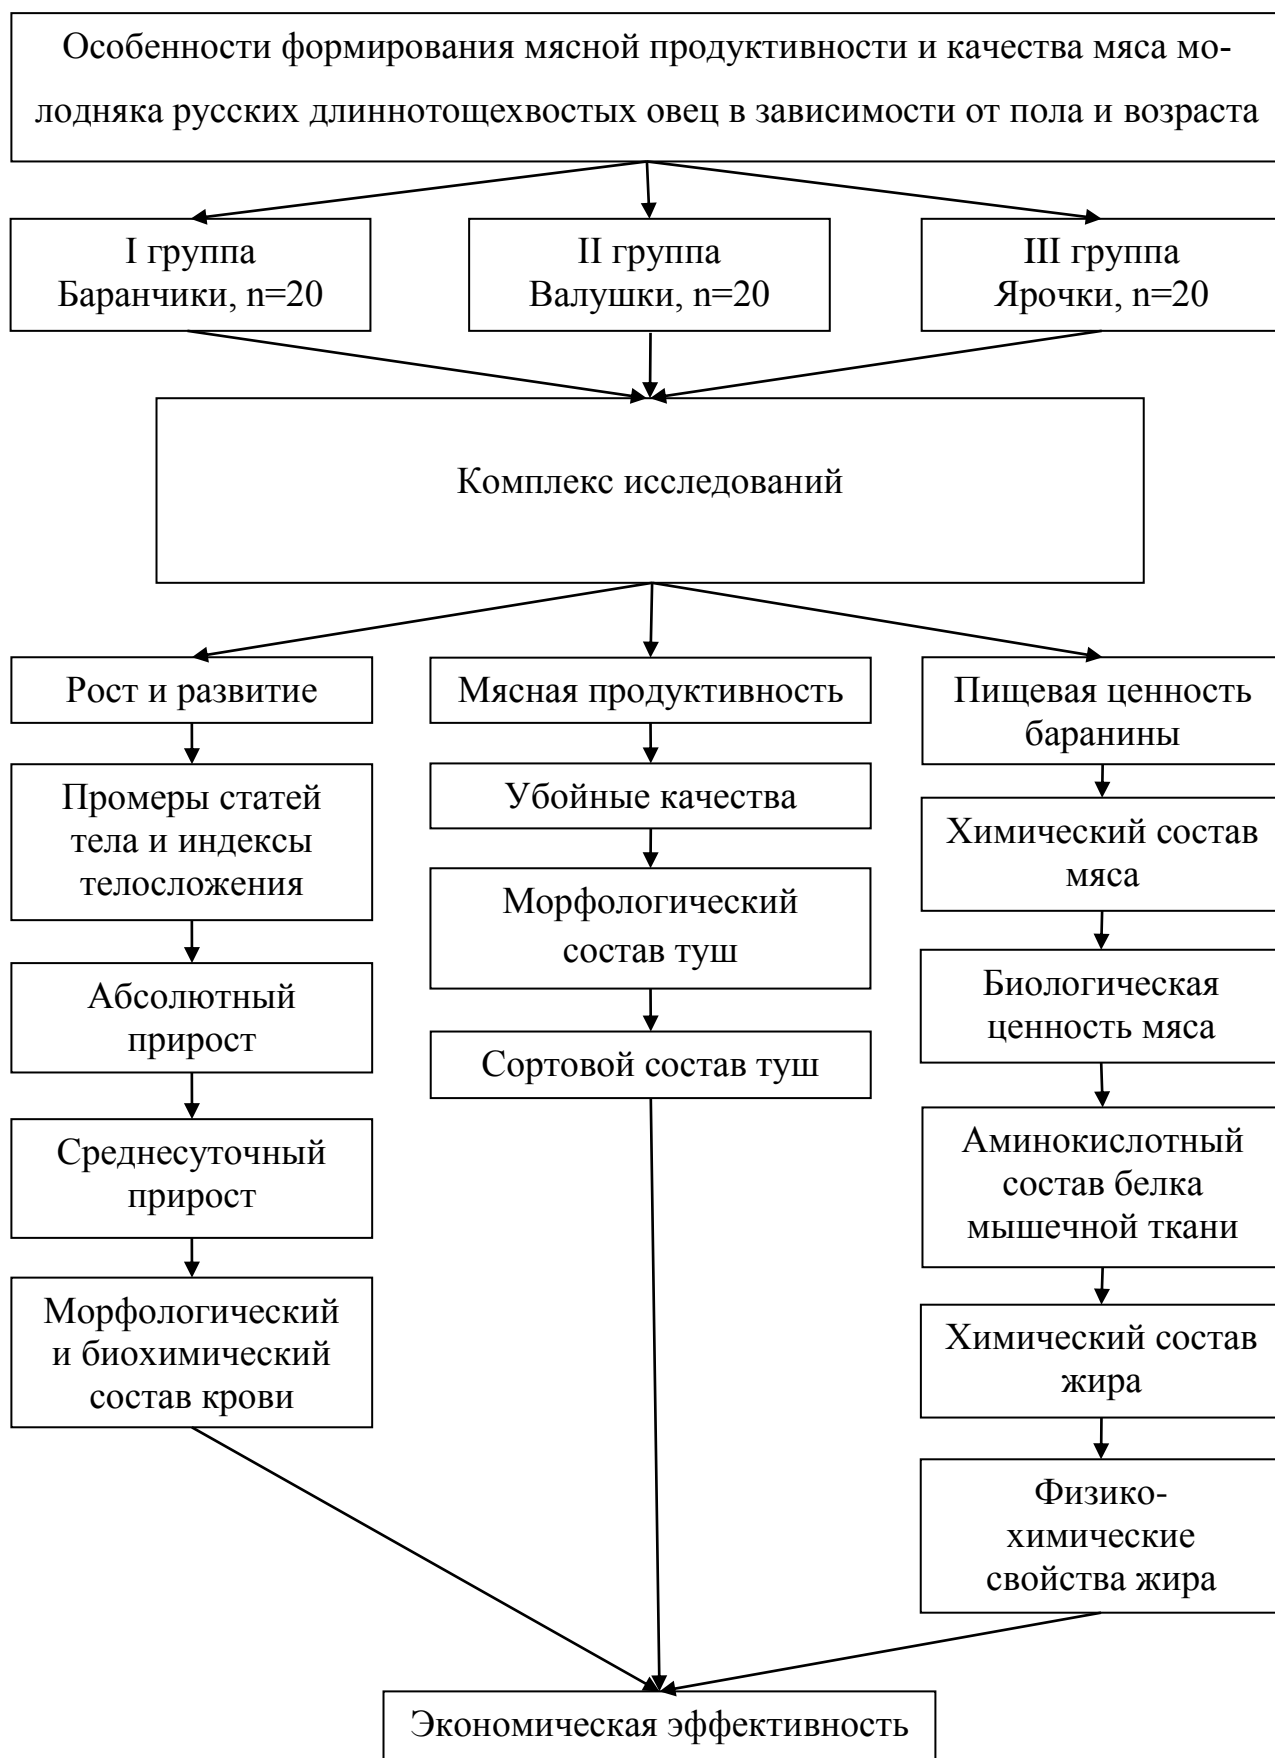 Особенности формирования мясной продуктивности и качества мяса мо-
лодняка русских длиннотощехвостых овец в зависимости от пола и возраста
I группа
Баранчики, n=20
II группа
Валушки, n=20
III группа
Ярочки, n=20
Комплекс исследований
Рост и развитие
Промеры статей
тела и индексы
телосложения
Абсолютный
прирост
Среднесуточный
прирост
Морфологический
и биохимический
состав крови
Мясная продуктивность
Убойные качества
Морфологический
состав туш
Сортовой состав туш
Пищевая ценность
баранины
Химический состав
мяса
Биологическая
ценность мяса
Аминокислотный
состав белка
мышечной ткани
Химический состав
жира
Физико-
химические
свойства жира
Экономическая эффективность